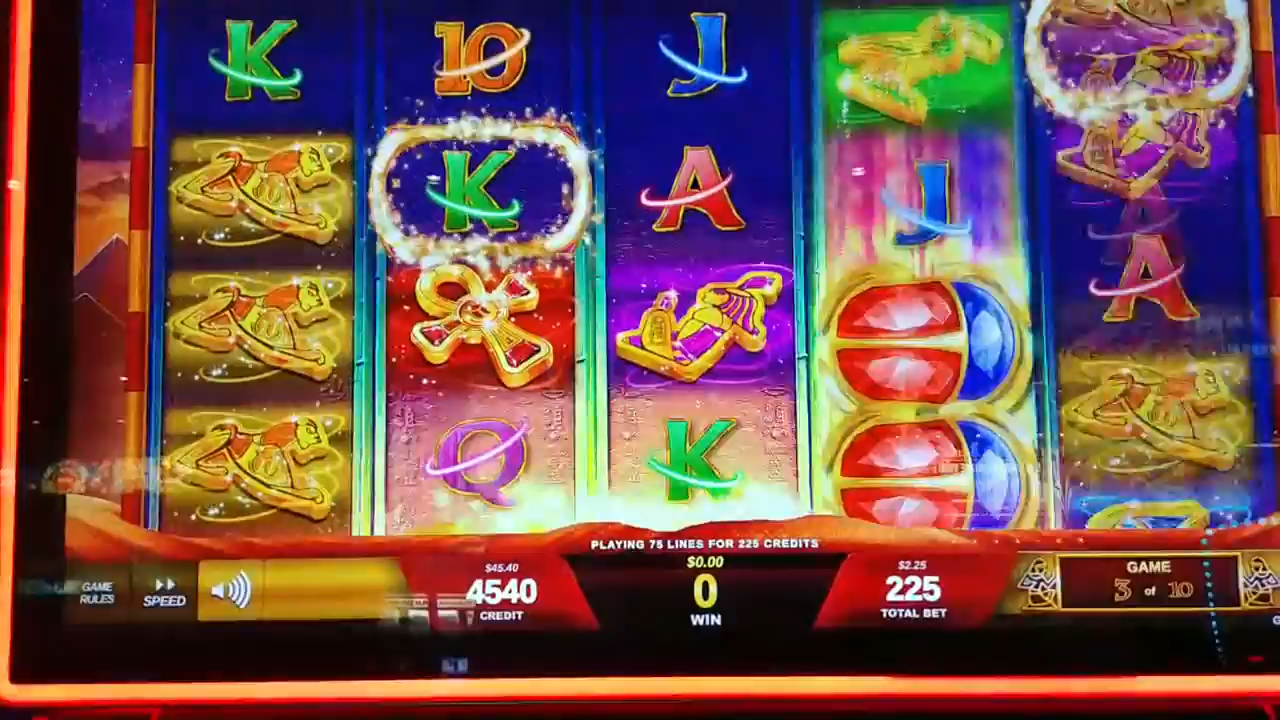 K 10 J
K A J
A
Q K
PLAYING 75 LINES FOR 225 CREDITS
GAME RULES
SPEED
$45.40
4540
CREDIT
$0.00
0
WIN
$2.25
225
TOTAL BET
GAME
3 of 10